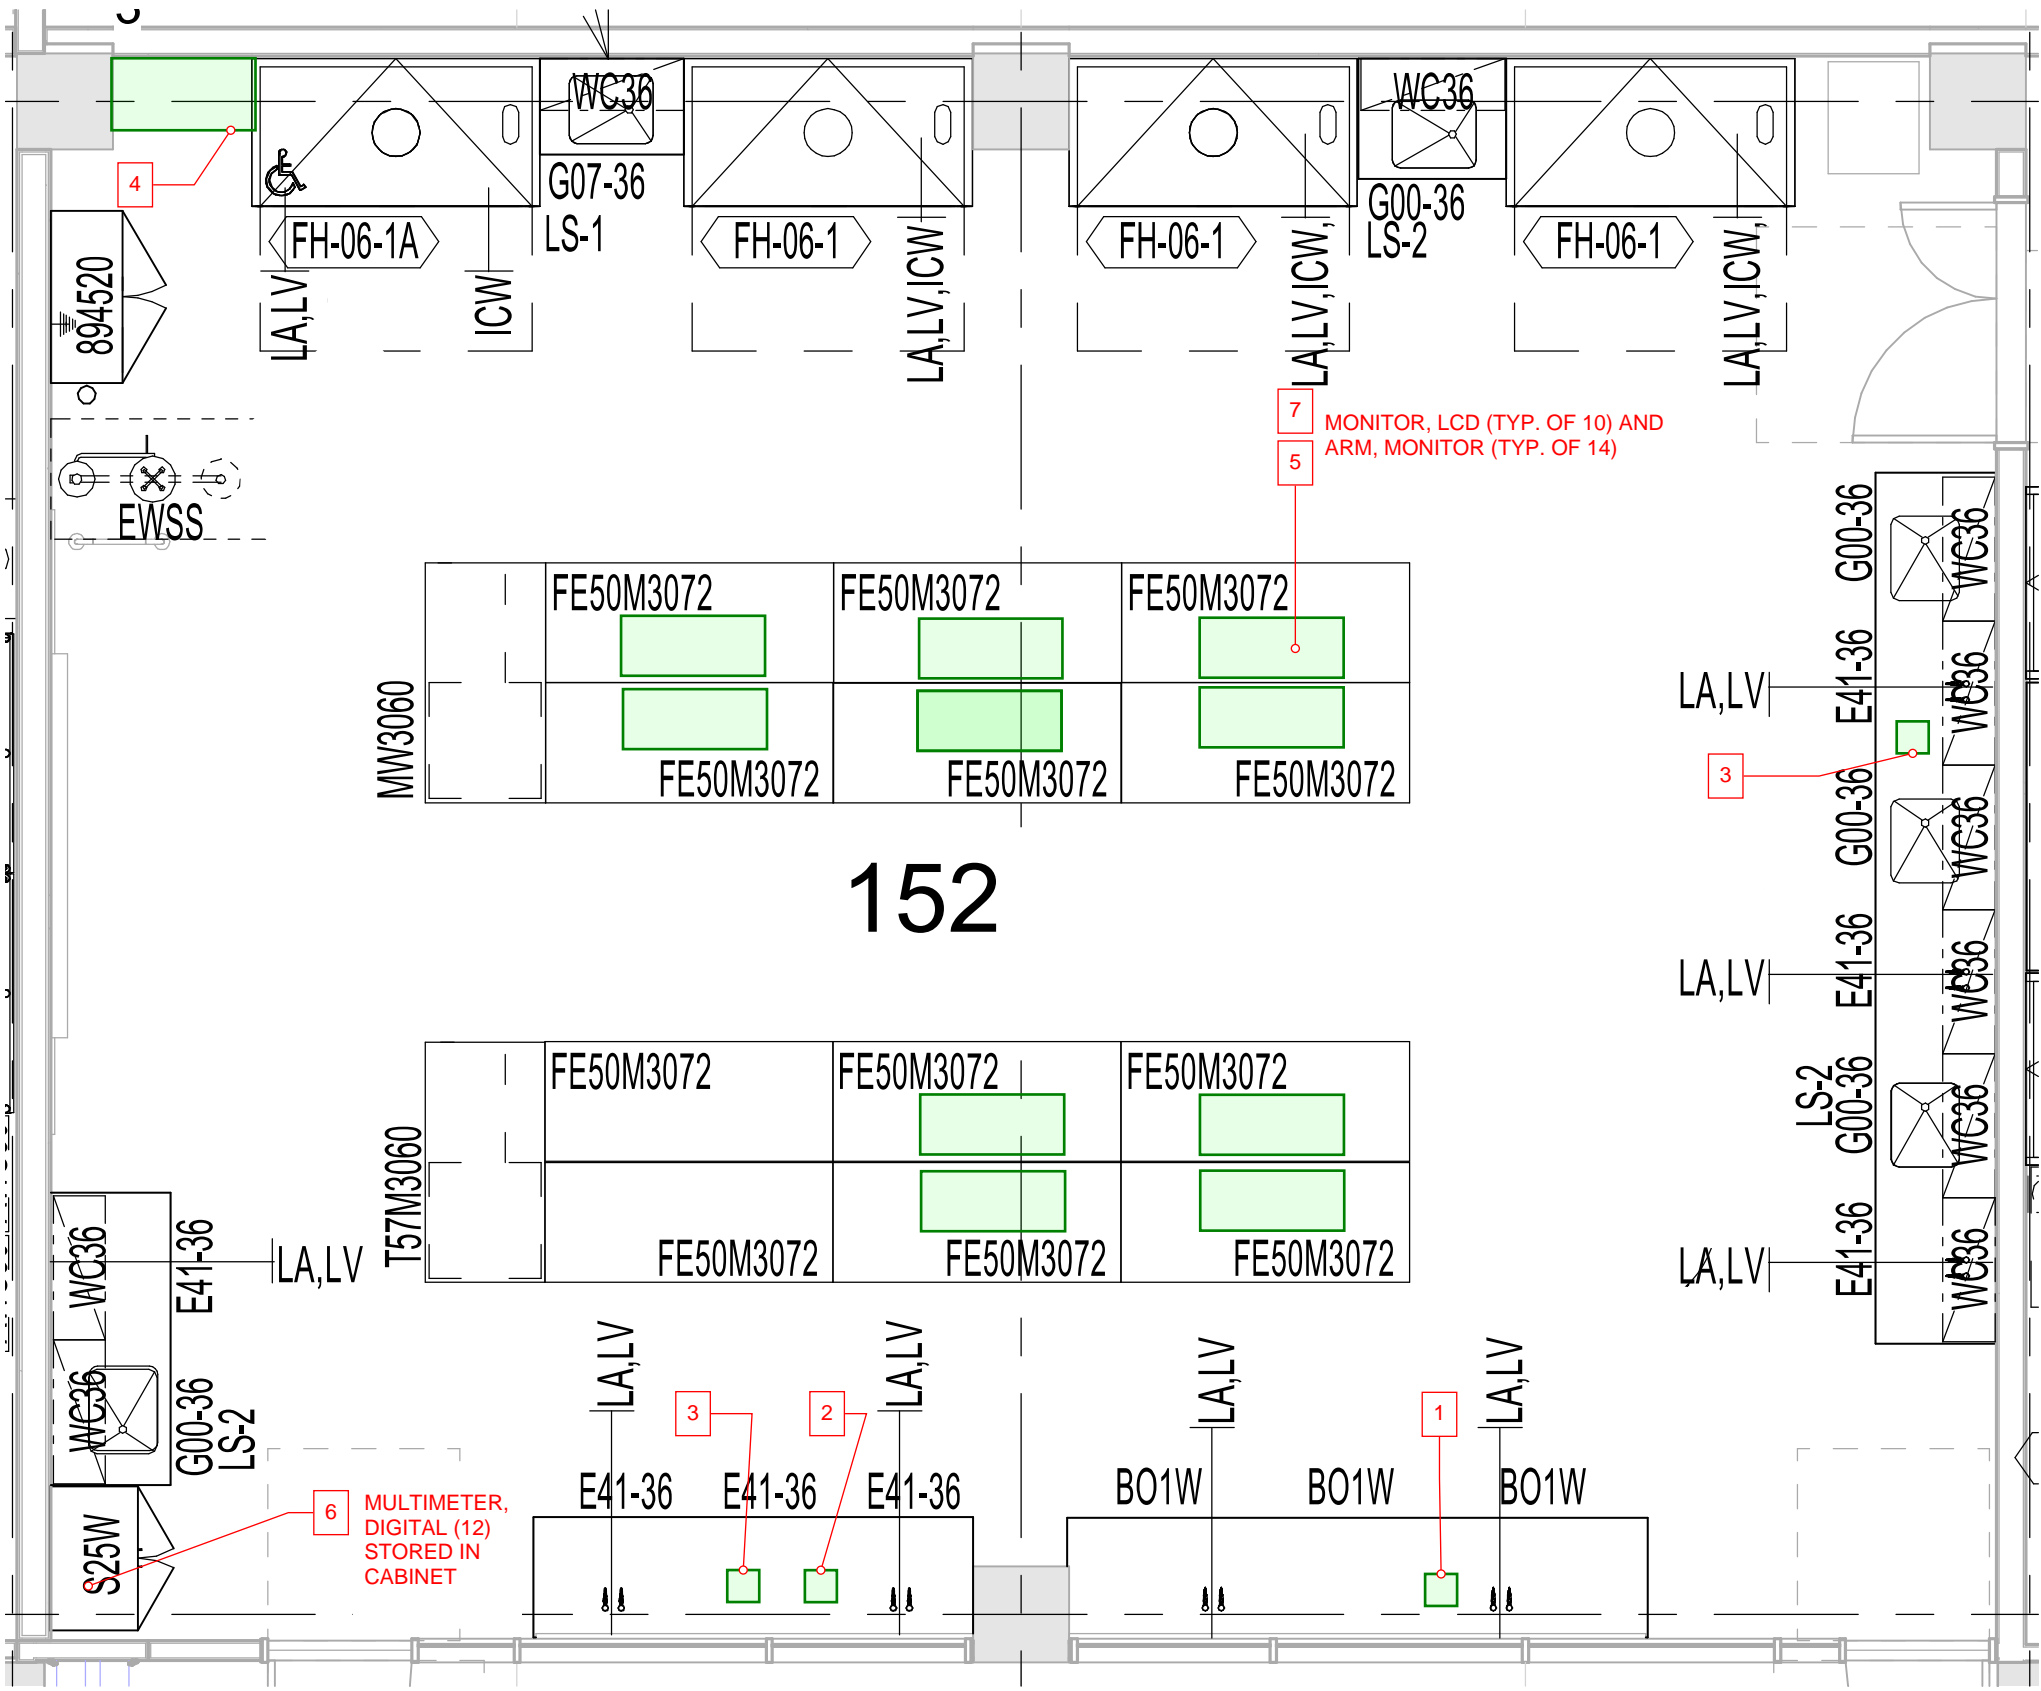 WC36
WC36
4
G07-36
LS-1
G00-36
LS-2
FH-06-1A
FH-06-1
FH-06-1
FH-06-1
894520
LA,LV
ICW
LA,LV,ICW
LA,LV,ICW,
LA,LV,ICW,
7
MONITOR, LCD (TYP. OF 10) AND
5
ARM, MONITOR (TYP. OF 14)
EWSS
FE50M3072
FE50M3072
FE50M3072
MW3060
FE50M3072
FE50M3072
FE50M3072
G00-36
WC36
LA,LV
E41-36
WC36
3
G00-36
WC36
152
LA,LV
E41-36
WC36
FE50M3072
FE50M3072
FE50M3072
T57M3060
FE50M3072
FE50M3072
FE50M3072
LS-2
G00-36
WC36
LA,LV
E41-36
WC36
WC36
E41-36
LA,LV
WC36
G00-36
LS-2
LA,LV
3
2
LA,LV
LA,LV
1
LA,LV
E41-36
E41-36
E41-36
BO1W
BO1W
BO1W
S25W
6
MULTIMETER,
DIGITAL (12)
STORED IN
CABINET